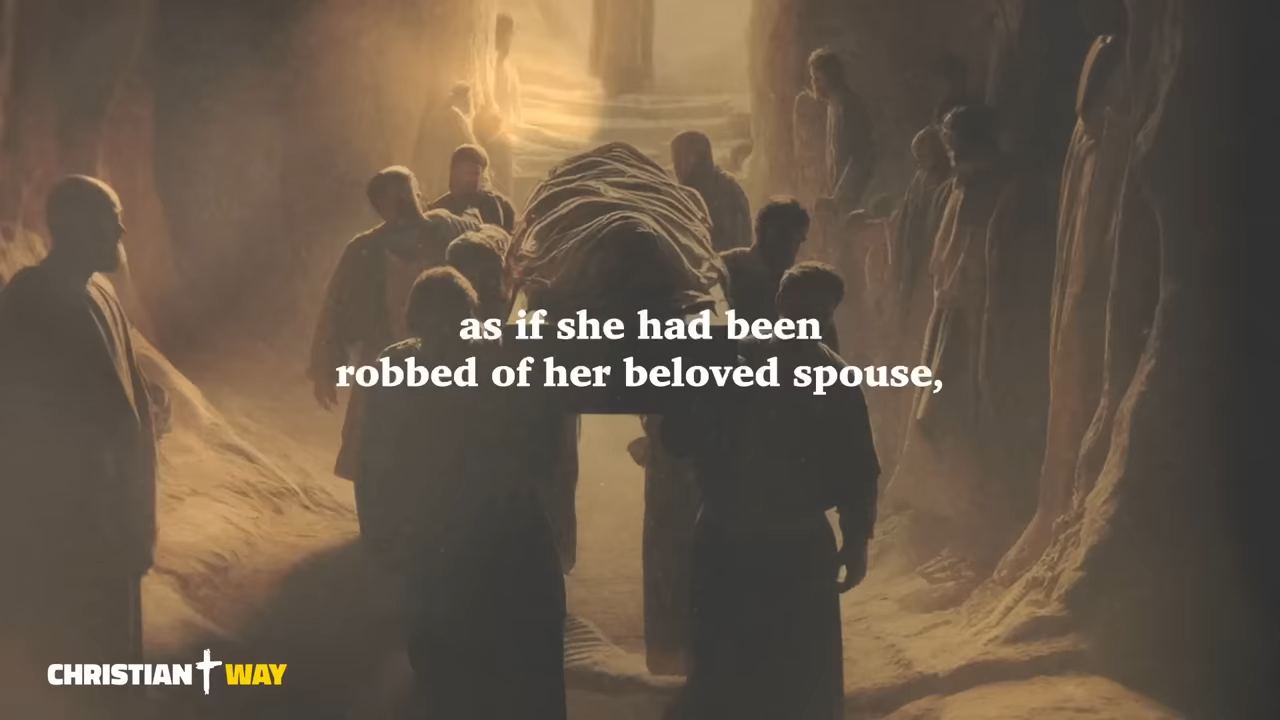 as if she had been
robbed of her beloved spouse,
CHRISTIAN WAY